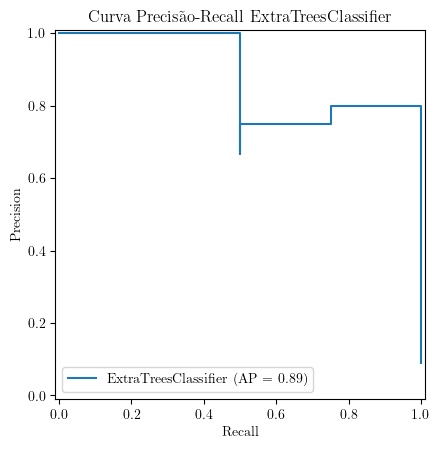 Curva Precisão-Recall ExtraTreesClassifier
1.0
0.8
0.6
0.4
0.2
0.0
Precision
ExtraTreesClassifier (AP = 0.89)
0.0 0.2 0.4 0.6 0.8 1.0
Recall